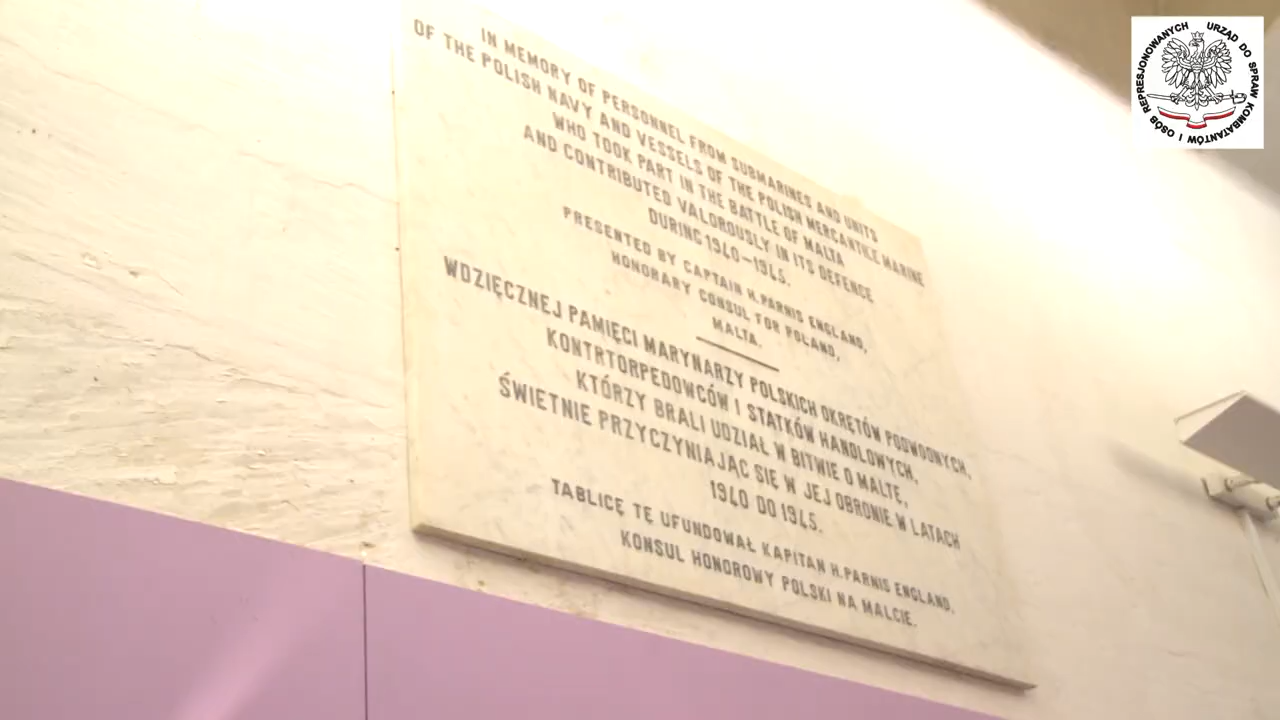 IN MEMORY OF PERSONNEL FROM SUBMARINES AND UNITS
OF THE POLISH NAVY AND VESSELS OF THE POLISH MERCANTILE MARINE
WHO TOOK PART IN THE BATTLE OF MALTA
AND CONTRIBUTED VALOROUSLY IN ITS DEFENCE
DURING 1940-1945.
PRESENTED BY CAPTAIN H.PARNIS ENGLAND,
HONORARY CONSUL FOR POLAND,
MALTA.
WDZIĘCZNEJ PAMIĘCI MARYNARZY POLSKICH OKRĘTÓW PODWODNYCH,
KONTRTORPEDOWCÓW I STATKÓW HANDLOWYCH,
KTÓRZY BRALI UDZIAŁ W BITWIE O MALTĘ,
ŚWIETNIE PRZYCZYNIAJĄC SIĘ W JEJ OBRONIE W LATACH
1940 DO 1945.
TABLICĘ TĘ UFUNDOWAŁ KAPITAN H.PARNIS ENGLAND,
KONSUL HONOROWY POLSKI NA MALCIE.
URZĄD DO SPRAW KOMBATANTÓW I OSÓB REPRESJONOWANYCH